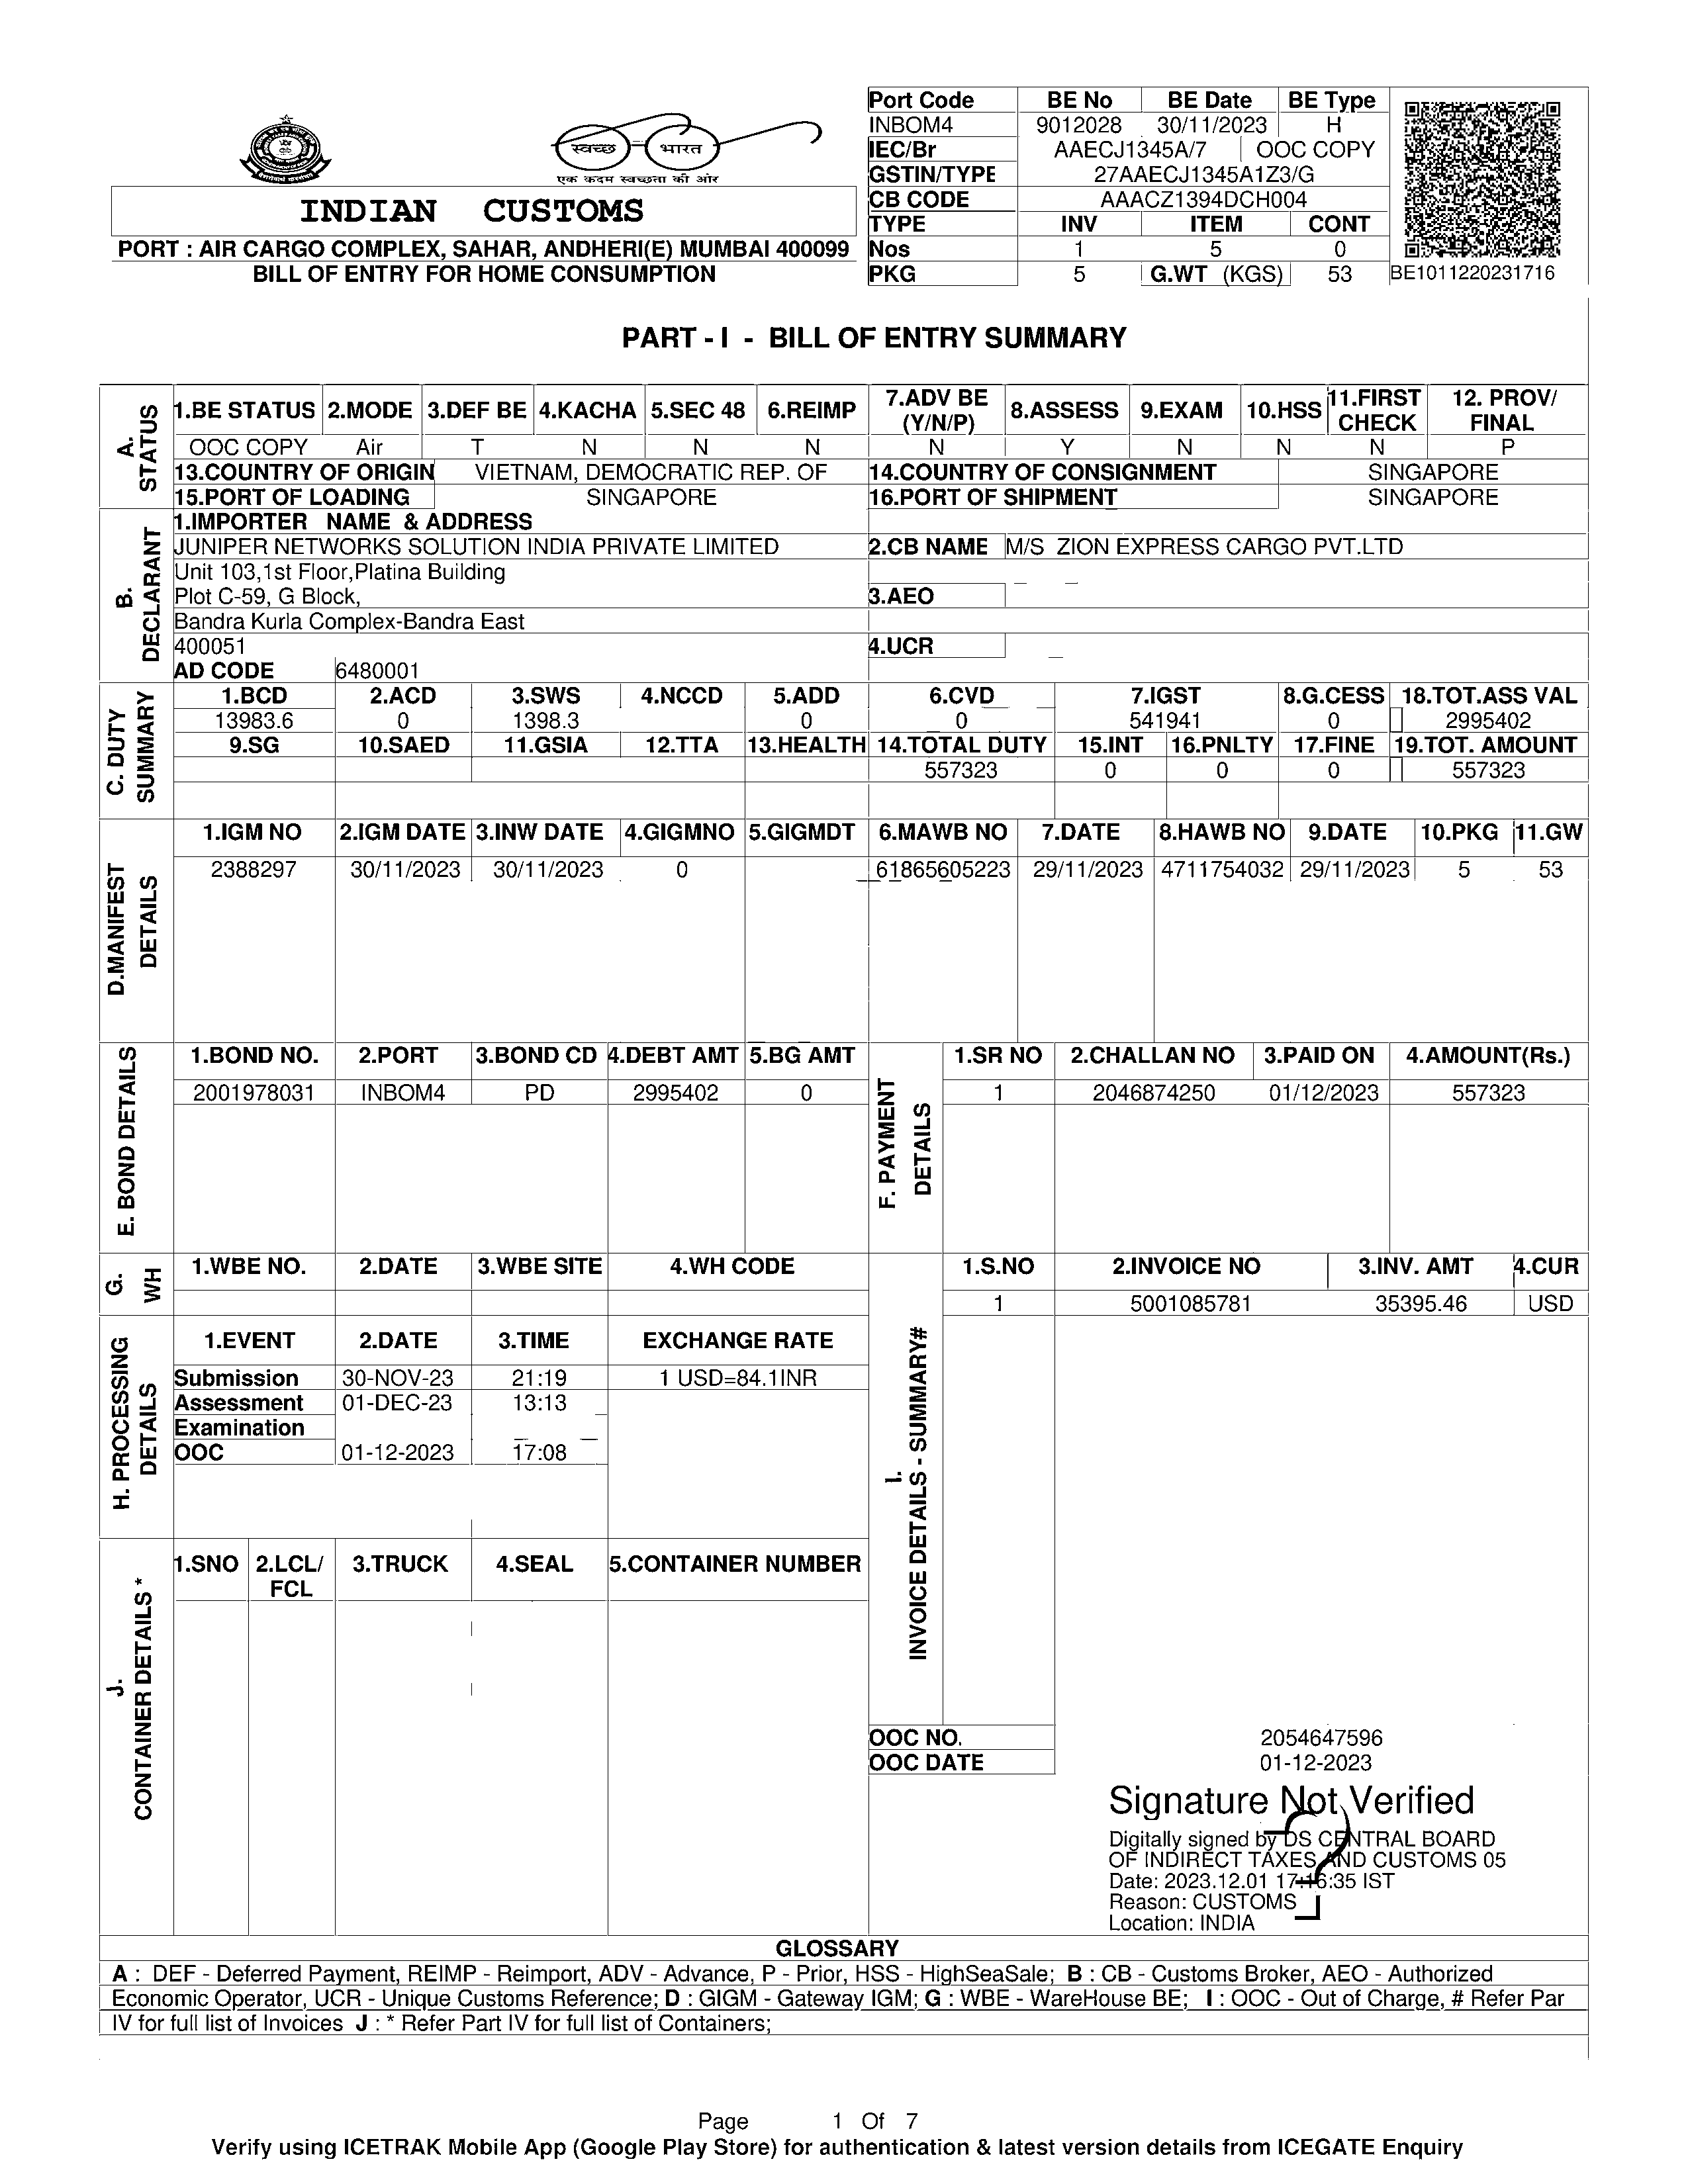 Port Code BE No BE Date BE Type
INBOM4 9012028 30/11/2023 H
IEC/Br AAECJ1345A/7 OOC COPY
GSTIN/TYPE 27AAECJ1345A1Z3/G
CB CODE AAACZ1394DCH004
TYPE INV ITEM CONT
Nos 1 5 0
PKG 5 G.WT (KGS) 53
BE1011220231716
स्वच्छ भारत
एक कदम स्वच्छता की ओर
INDIAN CUSTOMS
PORT : AIR CARGO COMPLEX, SAHAR, ANDHERI(E) MUMBAI 400099
BILL OF ENTRY FOR HOME CONSUMPTION
PART - I - BILL OF ENTRY SUMMARY
A. STATUS
1.BE STATUS 2.MODE 3.DEF BE 4.KACHA 5.SEC 48 6.REIMP 7.ADV BE (Y/N/P) 8.ASSESS 9.EXAM 10.HSS 11.FIRST CHECK 12. PROV/ FINAL
OOC COPY Air T N N N N Y N N N P
13.COUNTRY OF ORIGIN VIETNAM, DEMOCRATIC REP. OF 14.COUNTRY OF CONSIGNMENT SINGAPORE
15.PORT OF LOADING SINGAPORE 16.PORT OF SHIPMENT SINGAPORE
B. DECLARANT
1.IMPORTER NAME & ADDRESS
JUNIPER NETWORKS SOLUTION INDIA PRIVATE LIMITED 2.CB NAME M/S ZION EXPRESS CARGO PVT.LTD
Unit 103,1st Floor,Platina Building
Plot C-59, G Block, 3.AEO
Bandra Kurla Complex-Bandra East
400051 4.UCR
AD CODE 6480001
C. DUTY SUMMARY
1.BCD 2.ACD 3.SWS 4.NCCD 5.ADD 6.CVD 7.IGST 8.G.CESS 18.TOT.ASS VAL
13983.6 0 1398.3 0 0 541941 0 2995402
9.SG 10.SAED 11.GSIA 12.TTA 13.HEALTH 14.TOTAL DUTY 15.INT 16.PNLTY 17.FINE 19.TOT. AMOUNT
557323 0 0 0 557323
D.MANIFEST DETAILS
1.IGM NO 2.IGM DATE 3.INW DATE 4.GIGMNO 5.GIGMDT 6.MAWB NO 7.DATE 8.HAWB NO 9.DATE 10.PKG 11.GW
2388297 30/11/2023 30/11/2023 0 61865605223 29/11/2023 4711754032 29/11/2023 5 53
E. BOND DETAILS
1.BOND NO. 2.PORT 3.BOND CD 4.DEBT AMT 5.BG AMT
2001978031 INBOM4 PD 2995402 0
F. PAYMENT DETAILS
1.SR NO 2.CHALLAN NO 3.PAID ON 4.AMOUNT(Rs.)
1 2046874250 01/12/2023 557323
G. WH
1.WBE NO. 2.DATE 3.WBE SITE 4.WH CODE
I. INVOICE DETAILS - SUMMARY#
1.S.NO 2.INVOICE NO 3.INV. AMT 4.CUR
1 5001085781 35395.46 USD
H. PROCESSING DETAILS
1.EVENT 2.DATE 3.TIME EXCHANGE RATE
Submission 30-NOV-23 21:19 1 USD=84.1INR
Assessment 01-DEC-23 13:13
Examination
OOC 01-12-2023 17:08
J. CONTAINER DETAILS *
1.SNO 2.LCL/ FCL 3.TRUCK 4.SEAL 5.CONTAINER NUMBER
OOC NO. 2054647596
OOC DATE 01-12-2023
Signature Not Verified
Digitally signed by DS CENTRAL BOARD
OF INDIRECT TAXES AND CUSTOMS 05
Date: 2023.12.01 17:16:35 IST
Reason: CUSTOMS
Location: INDIA
GLOSSARY
A : DEF - Deferred Payment, REIMP - Reimport, ADV - Advance, P - Prior, HSS - HighSeaSale; B : CB - Customs Broker, AEO - Authorized
Economic Operator, UCR - Unique Customs Reference; D : GIGM - Gateway IGM; G : WBE - WareHouse BE; I : OOC - Out of Charge, # Refer Par
IV for full list of Invoices J : * Refer Part IV for full list of Containers;
Page 1 Of 7
Verify using ICETRAK Mobile App (Google Play Store) for authentication & latest version details from ICEGATE Enquiry